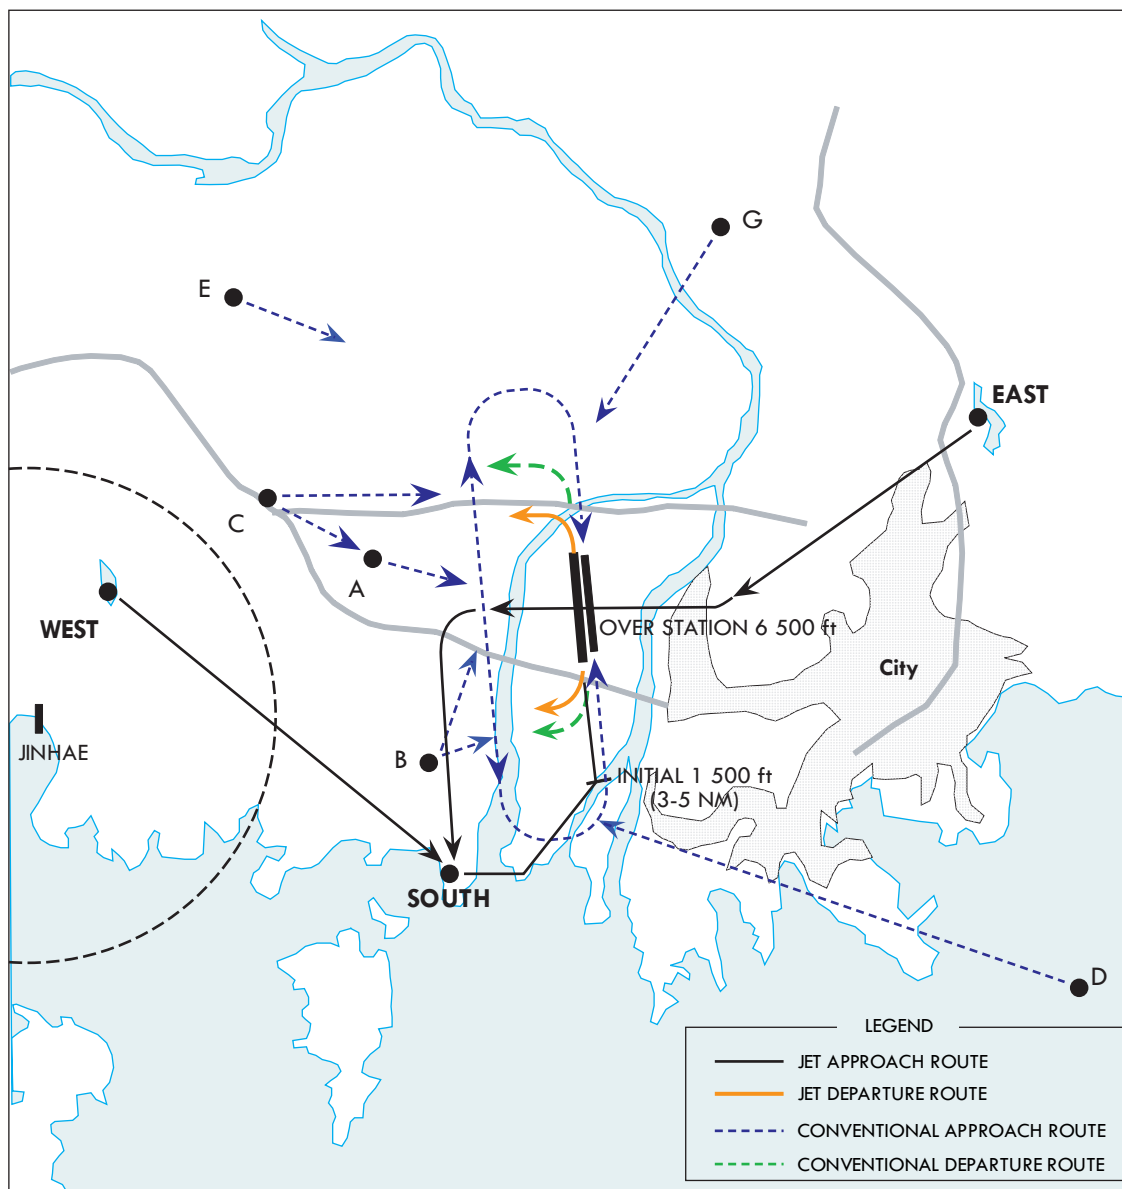 G
E
EAST
C
A
WEST
OVER STATION 6 500 ft
City
JINHAE
B
INITIAL 1 500 ft
(3-5 NM)
SOUTH
D
LEGEND
JET APPROACH ROUTE
JET DEPARTURE ROUTE
CONVENTIONAL APPROACH ROUTE
CONVENTIONAL DEPARTURE ROUTE